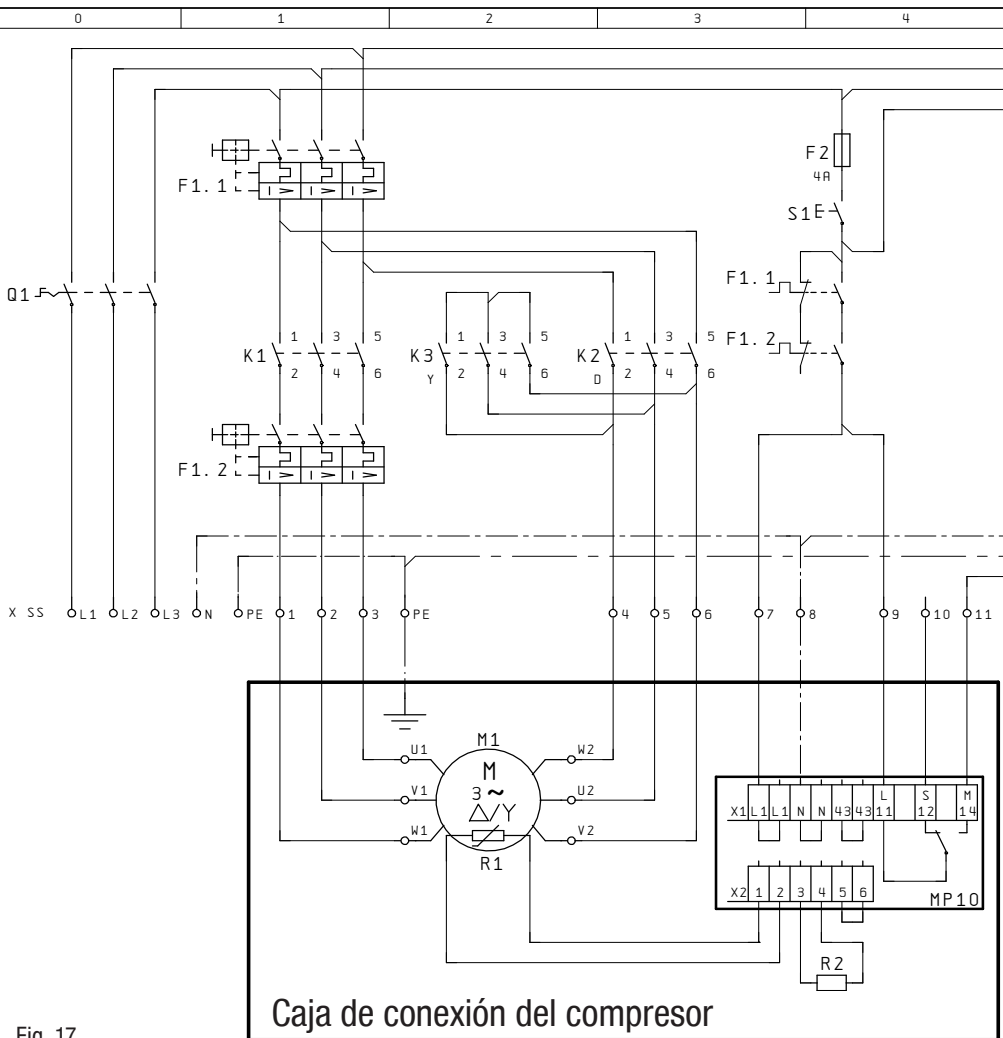 0 1 2 3 4
F2
4A
F1. 1
S1 E
F1. 1
Q1
1 3 5 1 3 5 1 3 5
K1 K3 K2 F1. 2
Y D
2 4 6 2 4 6 2 4 6
F1. 2
X SS L1 L2 L3 N PE 1 2 3 PE 4 5 6 7 8 9 10 11
M1
U1 W2
M
3 ~
V1 U2
△/Y
L S M
X1 L1 L1 N N 43 43 11 12 14
W1 V2
R1
X2 1 2 3 4 5 6
MP10
R2
Caja de conexión del compresor
Fig. 17